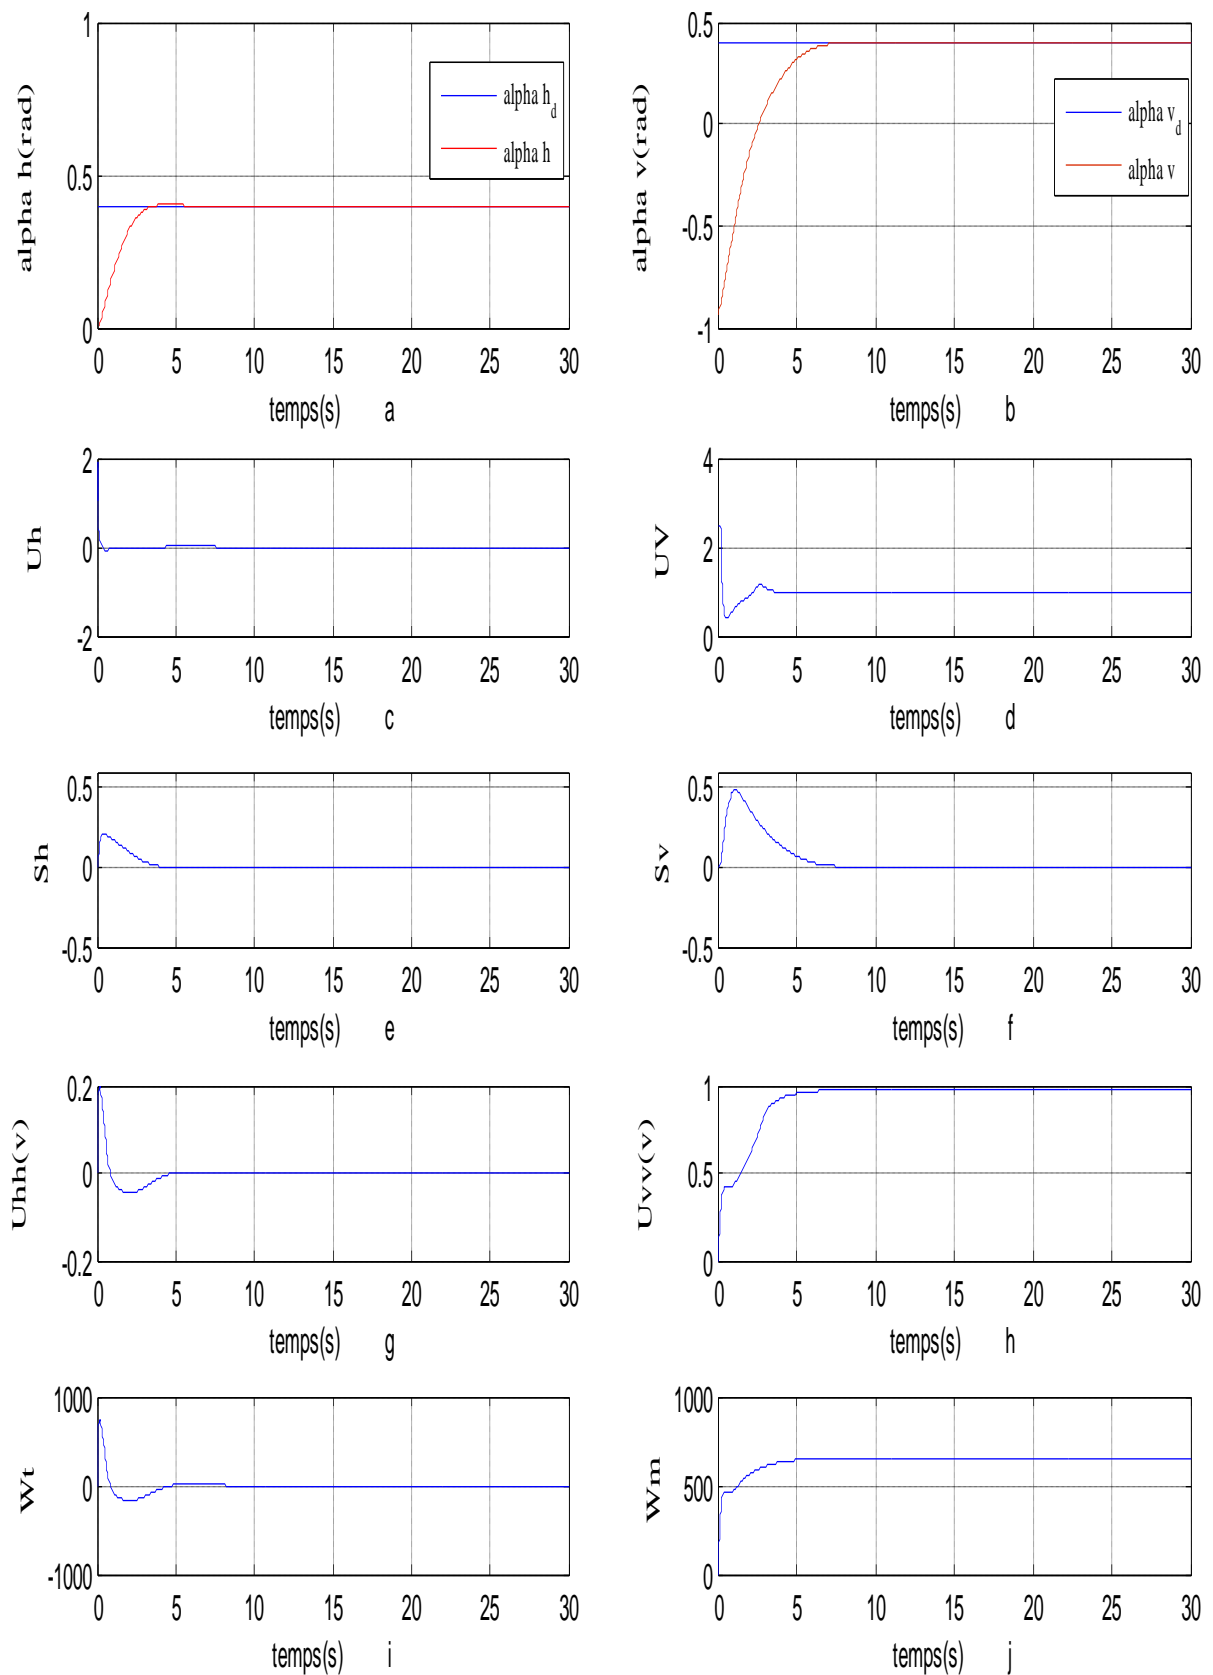 alpha h(rad)
1
0.5
0
alpha h_d
alpha h
0 5 10 15 20 25 30
temps(s) a
alpha v(rad)
0.5
0
-0.5
-1
alpha v_d
alpha v
0 5 10 15 20 25 30
temps(s) b
Uh
2
0
-2
0 5 10 15 20 25 30
temps(s) c
UV
4
2
0
0 5 10 15 20 25 30
temps(s) d
Sh
0.5
0
-0.5
0 5 10 15 20 25 30
temps(s) e
Sv
0.5
0
-0.5
0 5 10 15 20 25 30
temps(s) f
Uhh(v)
0.2
0
-0.2
0 5 10 15 20 25 30
temps(s) g
Uvv(v)
1
0.5
0
0 5 10 15 20 25 30
temps(s) h
Wt
1000
0
-1000
0 5 10 15 20 25 30
temps(s) i
Wm
1000
500
0
0 5 10 15 20 25 30
temps(s) j